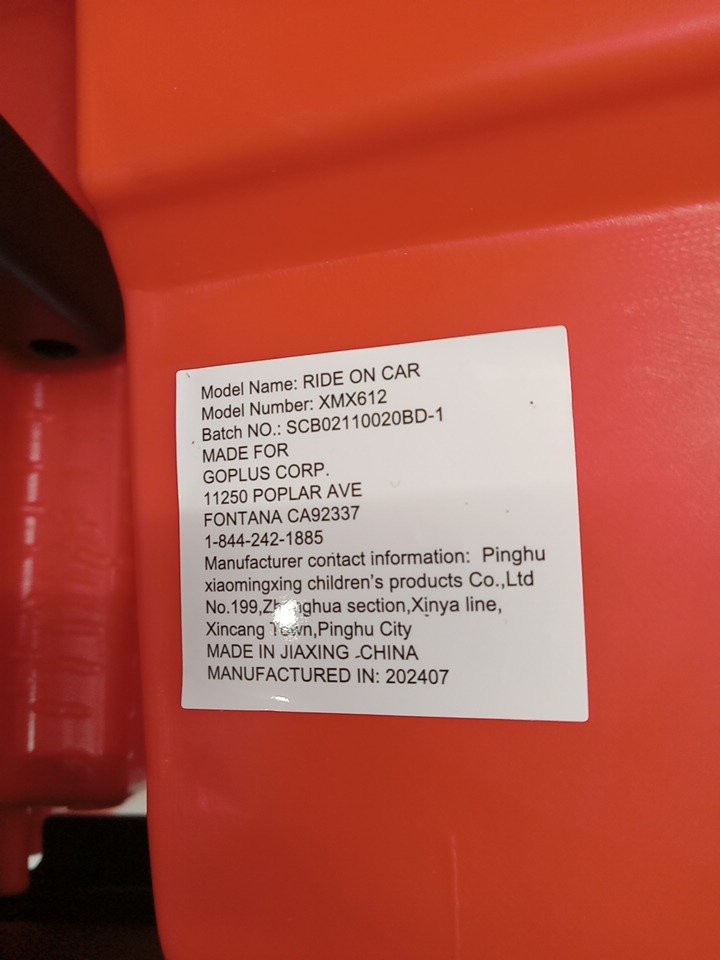 Model Name: RIDE ON CAR
Model Number: XMX612
Batch NO.: SCB02110020BD-1
MADE FOR
GOPLUS CORP.
11250 POPLAR AVE
FONTANA CA92337
1-844-242-1885
Manufacturer contact information: Pinghu
xiaomingxing children's products Co.,Ltd
No.199, section,Xinya line,
Xincang Town,Pinghu City
MADE IN JIAXING -CHINA
MANUFACTURED IN: 202407